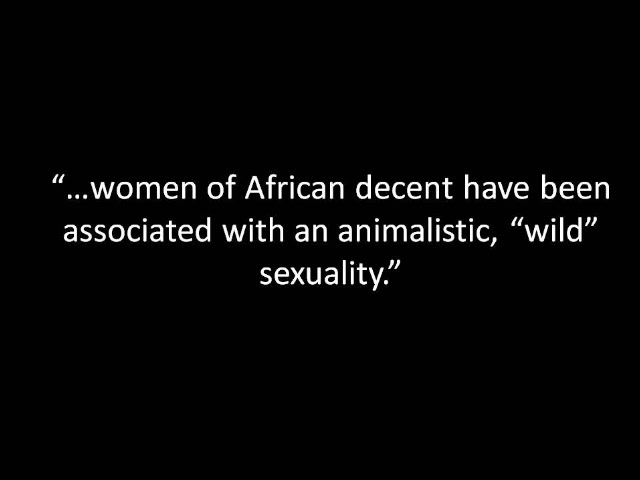 “…women of African decent have been
associated with an animalistic, “wild”
sexuality.”